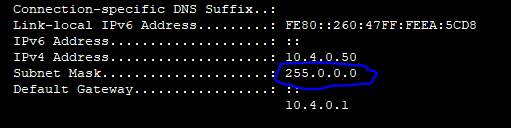 Connection-specific DNS Suffix..:
Link-local IPv6 Address.........: FE80::260:47FF:FEEA:5CD8
IPv6 Address....................: ::
IPv4 Address....................: 10.4.0.50
Subnet Mask.....................: 255.0.0.0
Default Gateway.................: ::
10.4.0.1